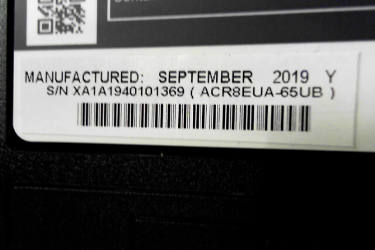 MANUFACTURED: SEPTEMBER 2019 Y
S/N XA1A1940101369 ( ACR8EUA-65UB )